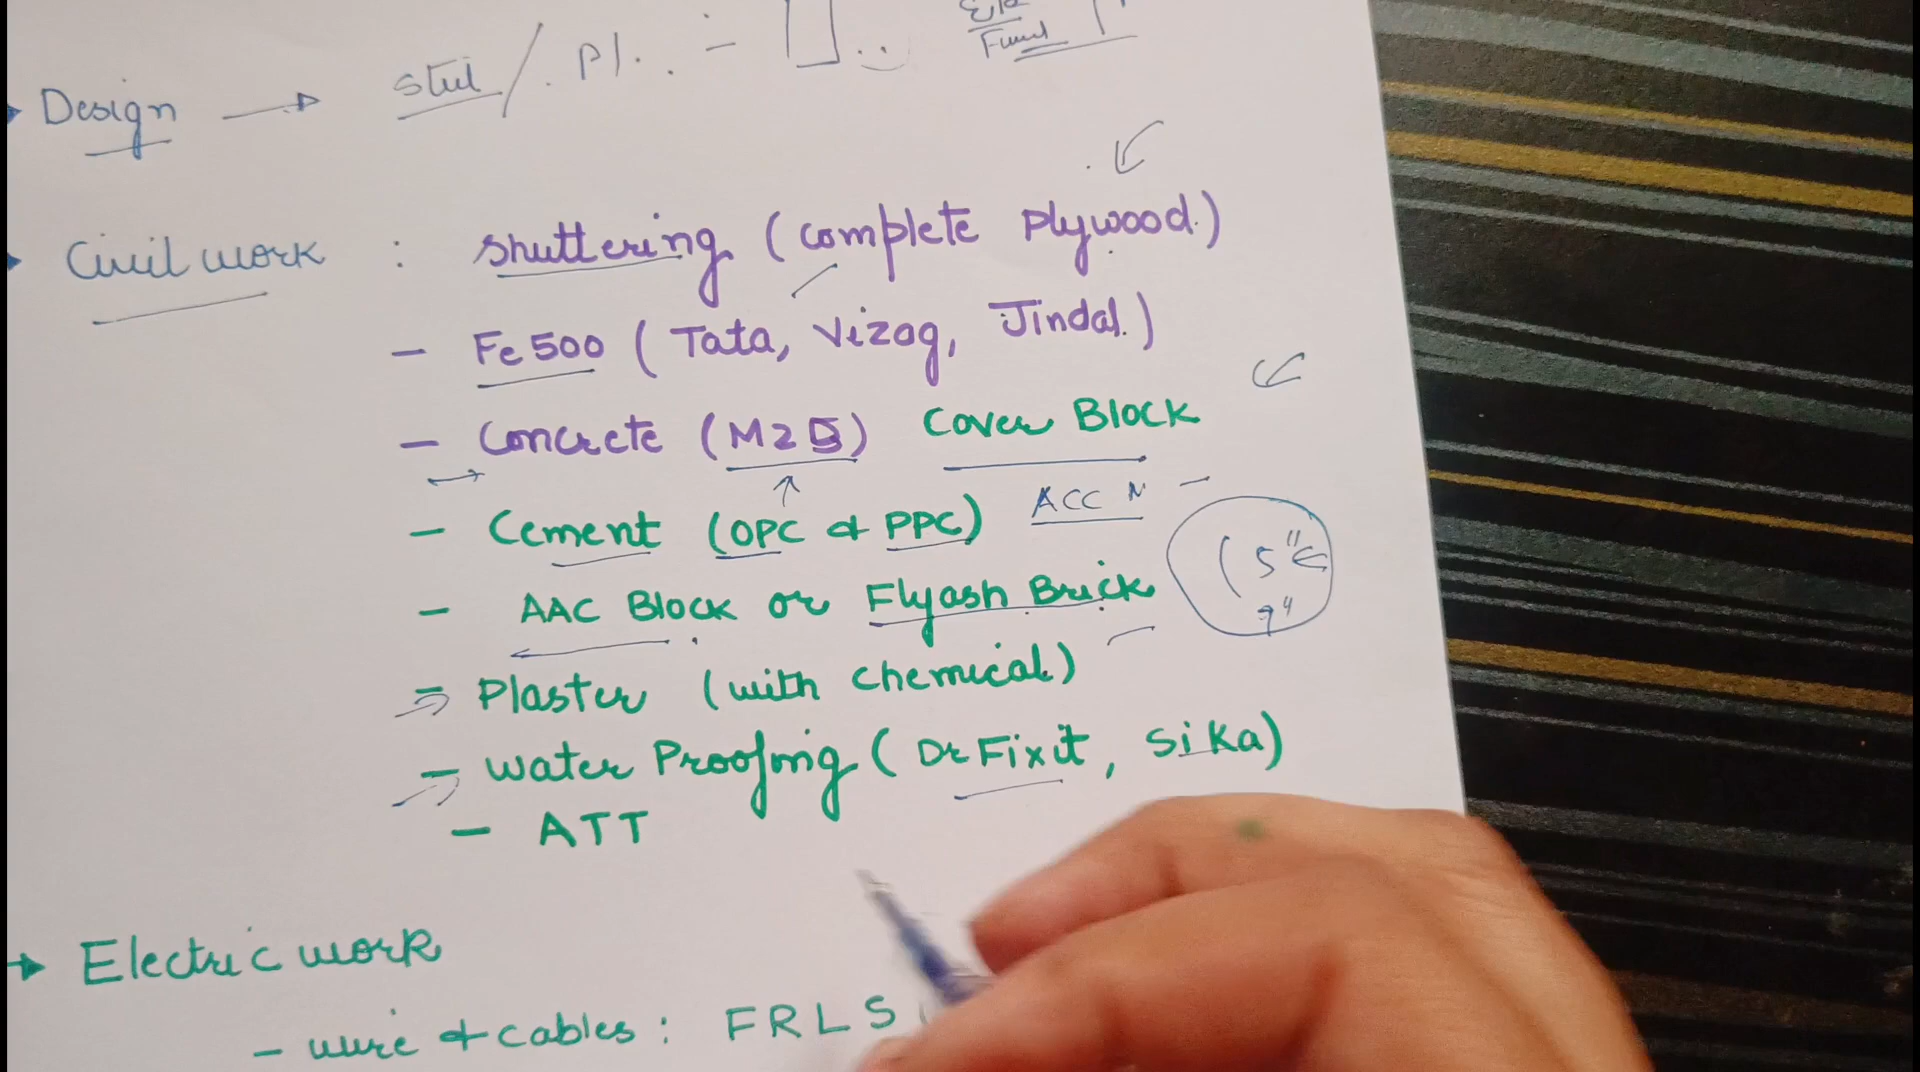 Design → / Pl. -
Civil work : Shuttering (Complete Plywood.)
- Fe 500 (Tata, Vizag, Jindal.)
- Concrete (M25) Cover Block
- Cement (OPC & PPC) ACC
- AAC Block or Flyash Brick (5"
9"
- Plaster (with chemical.)
- Water Proofing (Dr Fixit, Sika)
- ATT
→ Electric work
- wire & cables : FRLS